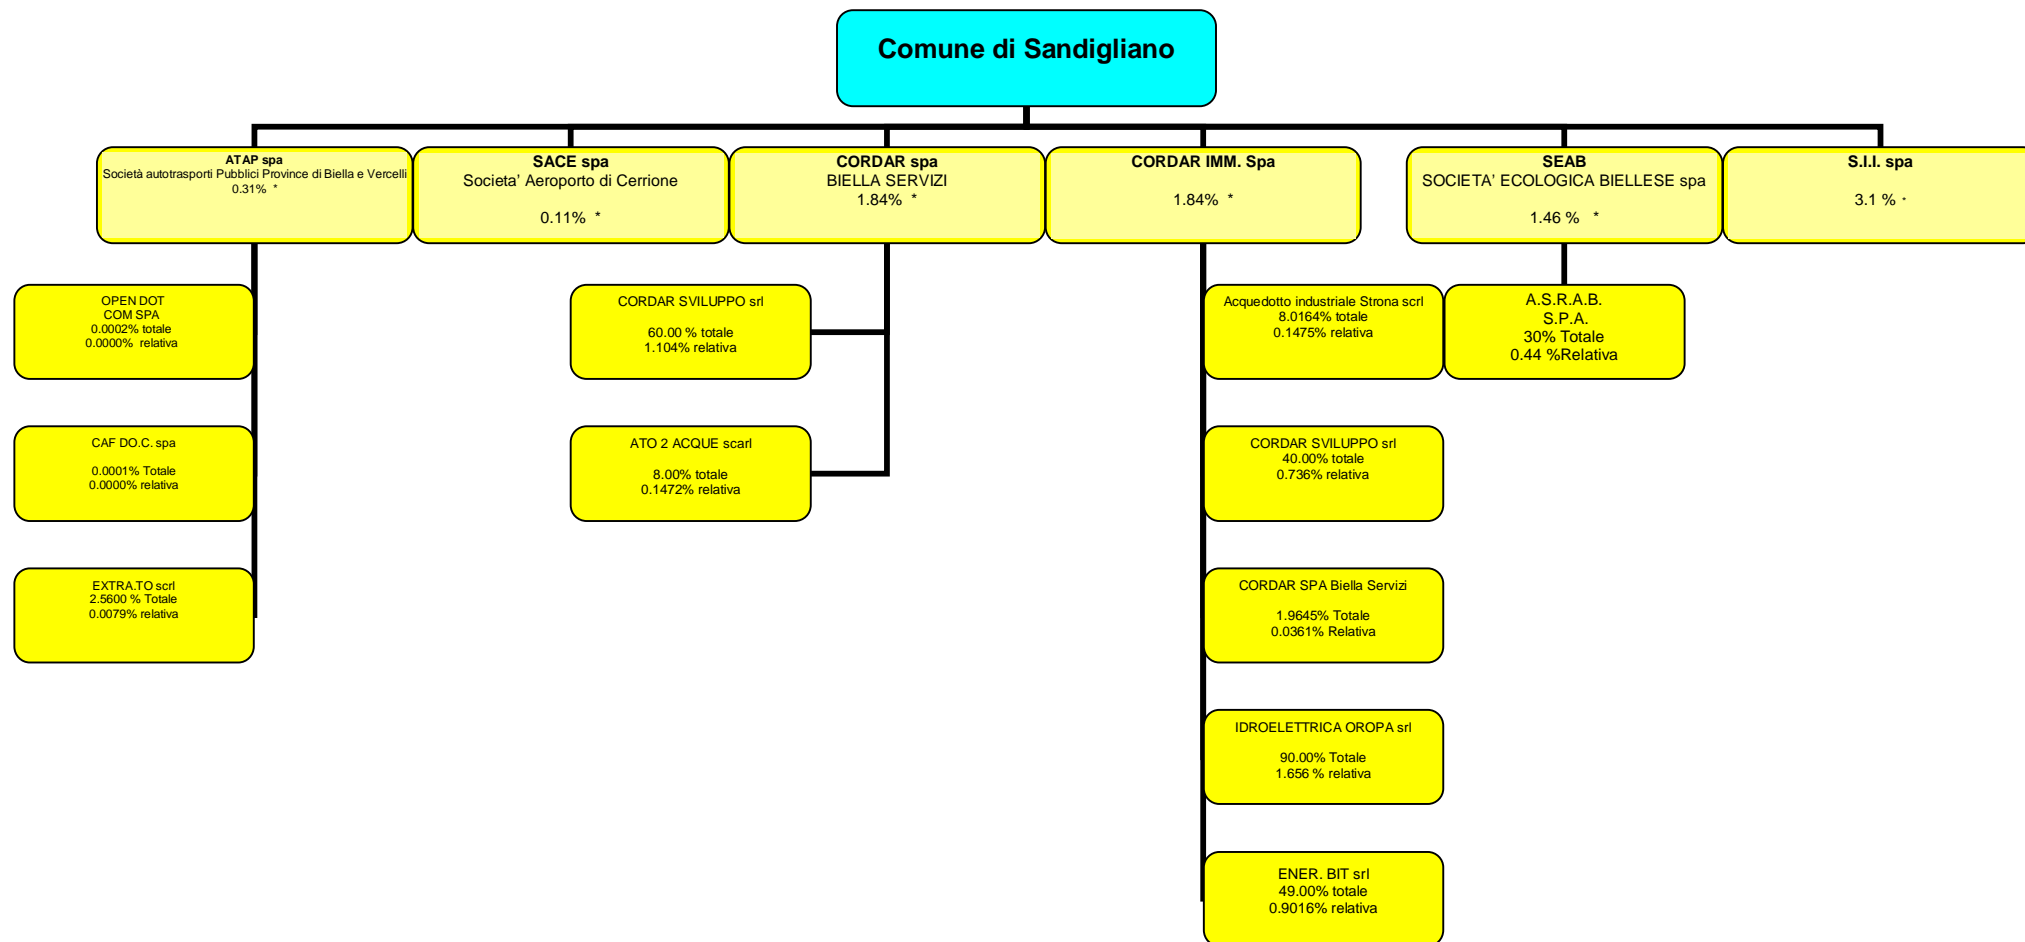 Comune di Sandigliano
ATAP spa
Società autotrasporti Pubblici Province di Biella e Vercelli
0.31% *
SACE spa
Societa' Aeroporto di Cerrione
0.11% *
CORDAR spa
BIELLA SERVIZI
1.84% *
CORDAR IMM. Spa
1.84% *
SEAB
SOCIETA' ECOLOGICA BIELLESE spa
1.46 % *
S.I.I. spa
3.1 % *
OPEN DOT
COM SPA
0.0002% totale
0.0000% relativa
CORDAR SVILUPPO srl
60.00 % totale
1.104% relativa
Acquedotto industriale Strona scrl
8.0164% totale
0.1475% relativa
A.S.R.A.B.
S.P.A.
30% Totale
0.44 %Relativa
CAF DO.C. spa
0.0001% Totale
0.0000% relativa
ATO 2 ACQUE scarl
8.00% totale
0.1472% relativa
CORDAR SVILUPPO srl
40.00% totale
0.736% relativa
EXTRA.TO scrl
2.5600 % Totale
0.0079% relativa
CORDAR SPA Biella Servizi
1.9645% Totale
0.0361% Relativa
IDROELETTRICA OROPA srl
90.00% Totale
1.656 % relativa
ENER. BIT srl
49.00% totale
0.9016% relativa